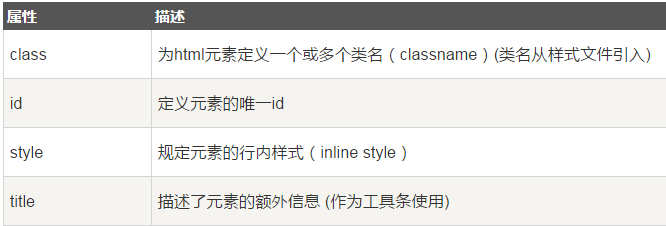 属性 描述
class 为html元素定义一个或多个类名（classname）(类名从样式文件引入)
id 定义元素的唯一id
style 规定元素的行内样式（inline style）
title 描述了元素的额外信息 (作为工具条使用)